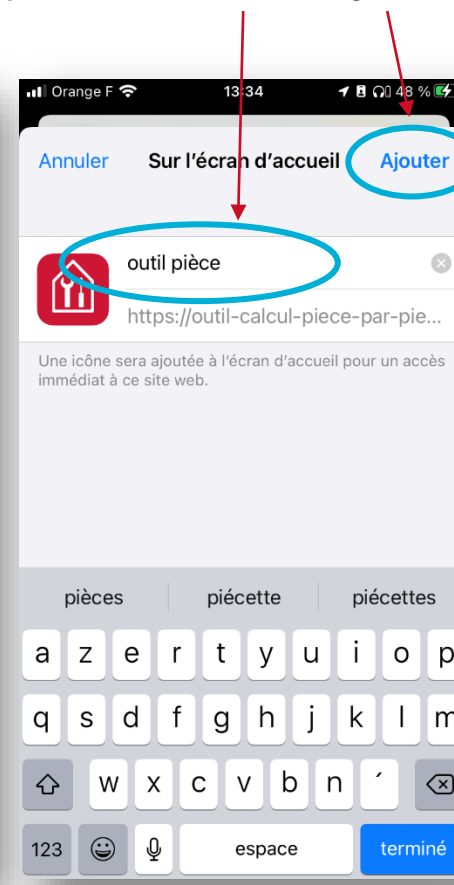 Orange F 13:34 48 %
Annuler Sur l'écran d'accueil Ajouter
outil pièce
https://outil-calcul-piece-par-pie...
Une icône sera ajoutée à l'écran d'accueil pour un accès
immédiat à ce site web.
pièces piécette piécettes
a z e r t y u i o p
q s d f g h j k l m
w x c v b n ´
123 espace terminé